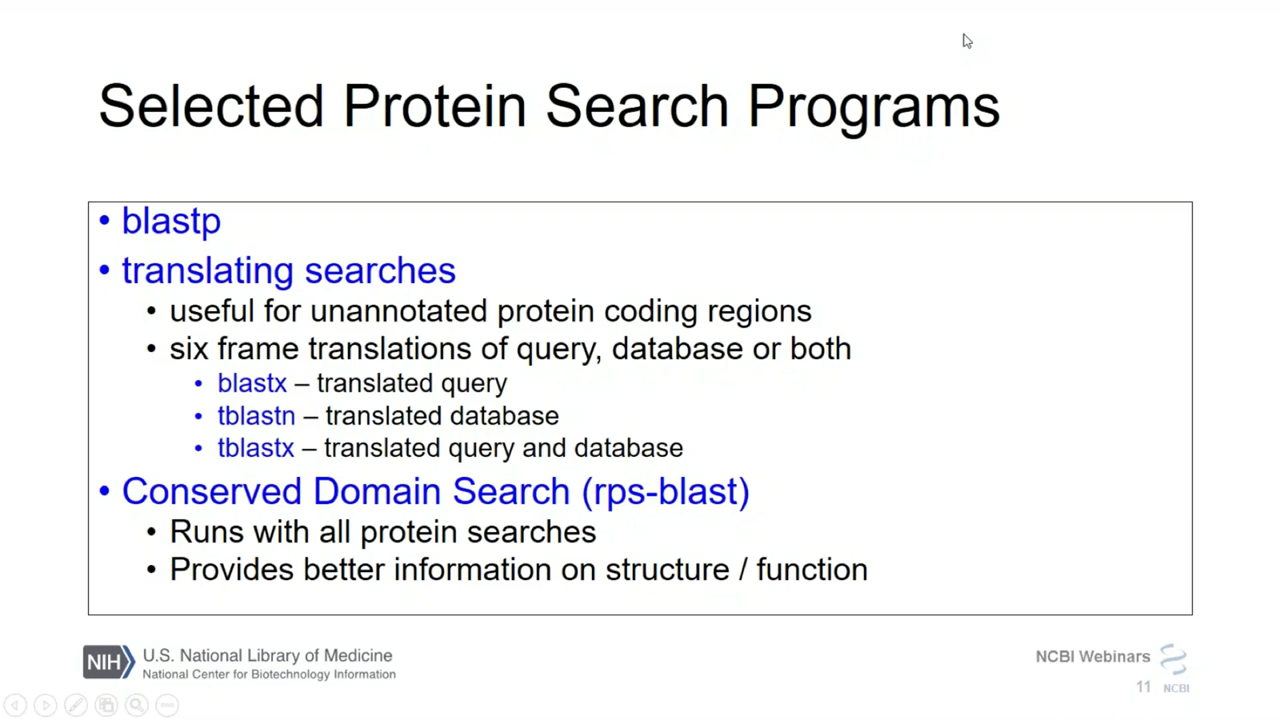 Selected Protein Search Programs
• blastp
• translating searches
• useful for unannotated protein coding regions
• six frame translations of query, database or both
• blastx – translated query
• tblastn – translated database
• tblastx – translated query and database
• Conserved Domain Search (rps-blast)
• Runs with all protein searches
• Provides better information on structure / function
NIH U.S. National Library of Medicine
National Center for Biotechnology Information
NCBI Webinars
11 NCBI